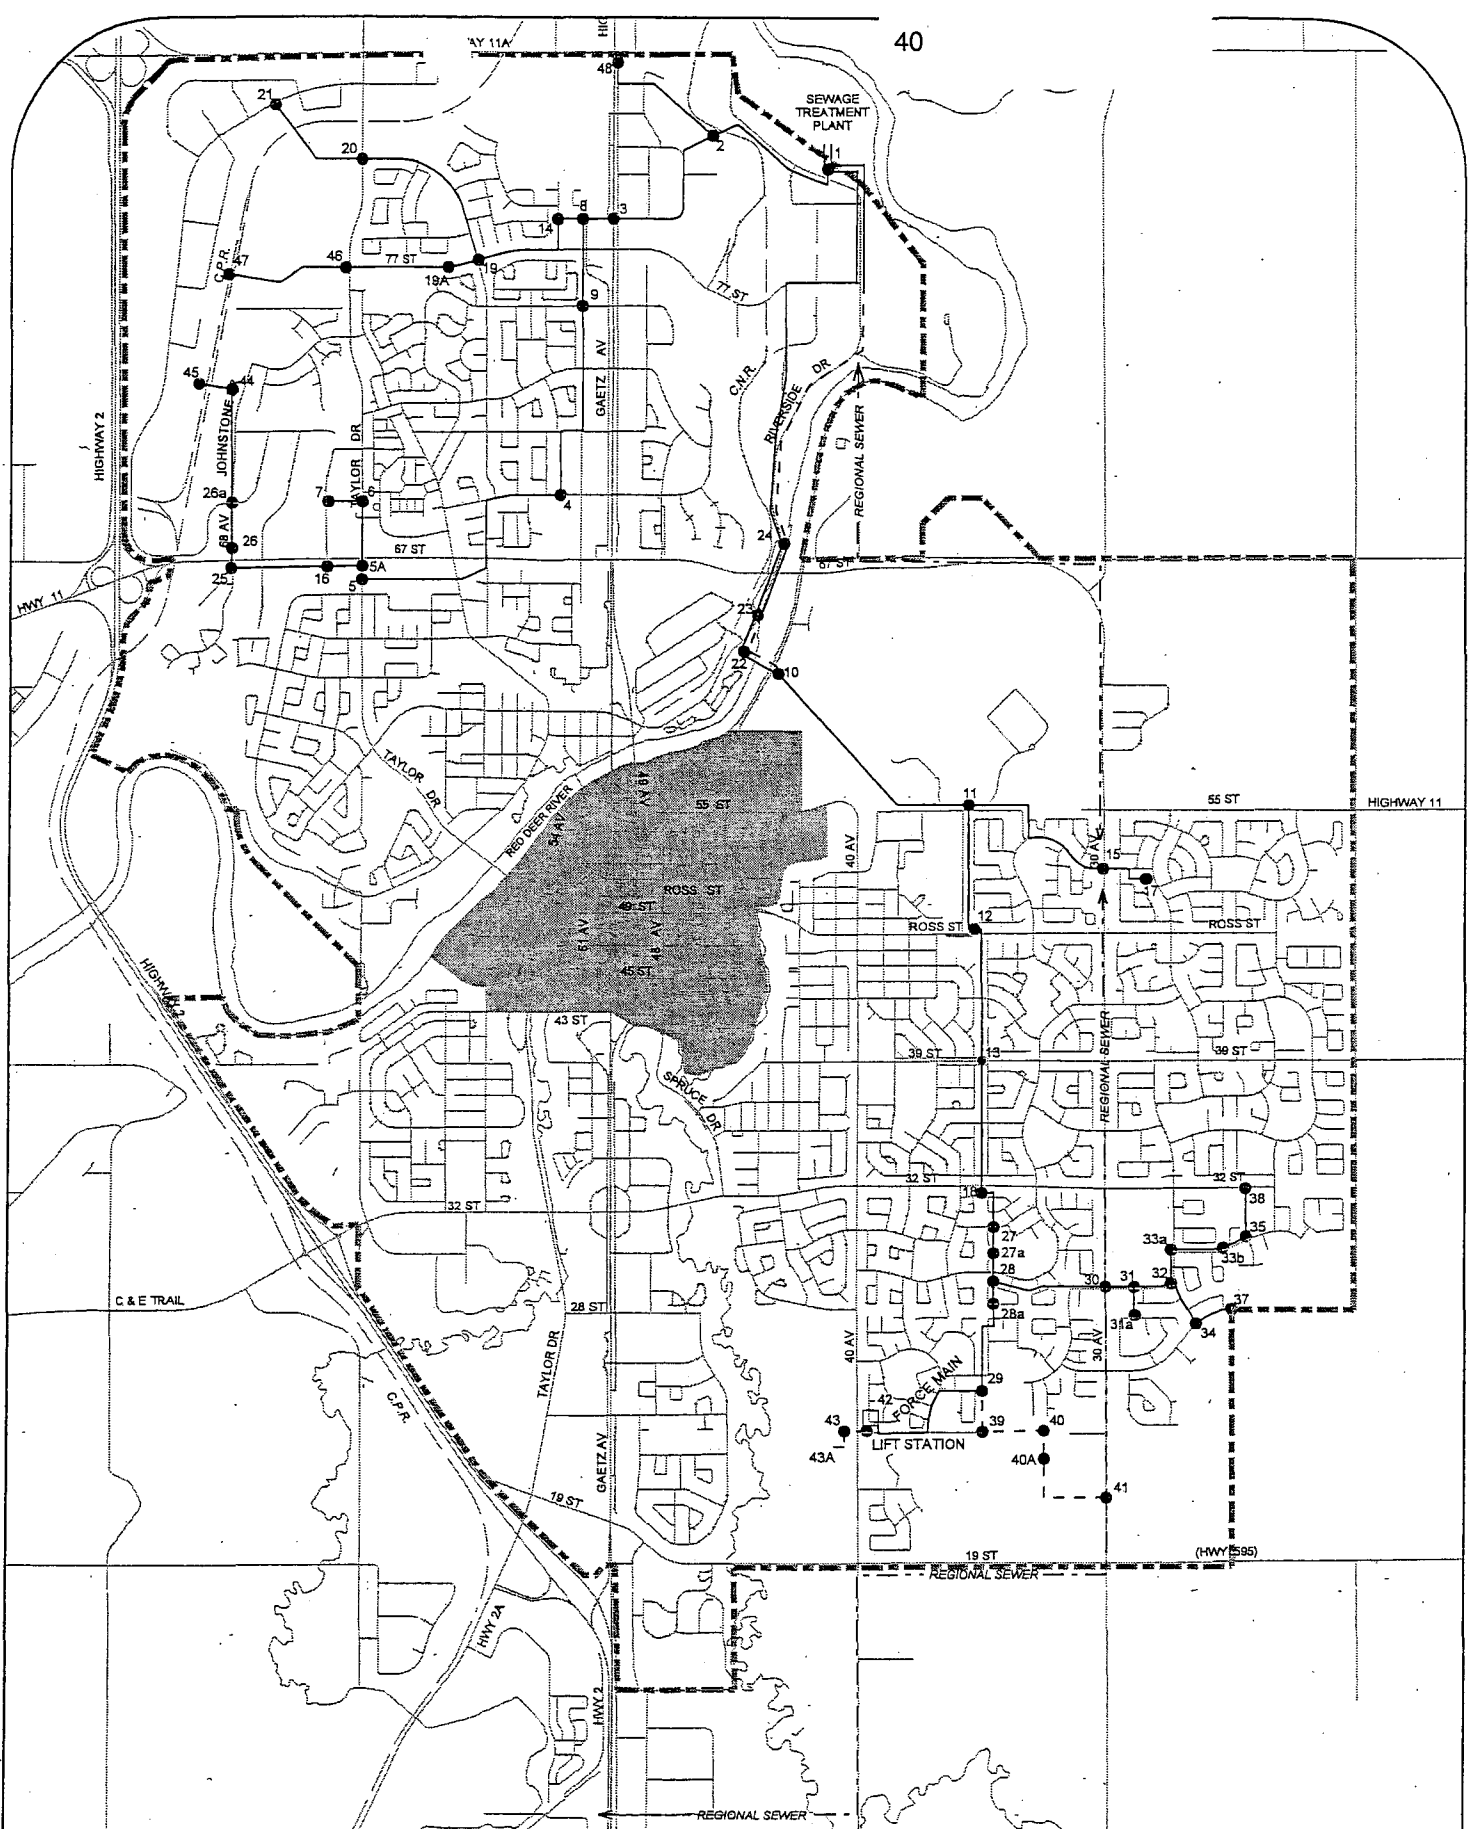 40
HIG
AY 11A
48
SEWAGE
TREATMENT
PLANT
21
1
2
20
8
3
14
C.P.R.
47
46
77 ST
19
19A
77 ST
9
GAETZ AV
C.N.R.
RIVERSIDE DR
45
44
HIGHWAY 2
JOHNSTONE
TAYLOR DR
REGIONAL SEWER
26a
7
6
4
68 AV
26
67 ST
24
25
16
5A
5
67 ST
HWY 11
23
22
10
TAYLOR DR
49 AV
RED DEER RIVER
54 AV
55 ST
11
55 ST
HIGHWAY 11
40 AV
30 AV
15
17
ROSS ST
49 ST
51 AV
48 AV
45 ST
12
ROSS ST
ROSS ST
HIGHWAY 2
43 ST
REGIONAL SEWER
39 ST
13
39 ST
SPRUCE DR
32 ST
32 ST
18
32 ST
38
27
35
27a
33a
33b
28
30
31
32
C & E TRAIL
28 ST
28a
31a
37
34
TAYLOR DR
40 AV
30 AV
C.P.R.
29
42
FORCE MAIN
43
39
40
LIFT STATION
43A
40A
GAETZ AV
41
19 ST
19 ST
(HWY 595)
REGIONAL SEWER
HWY 2A
HWY 2
REGIONAL SEWER